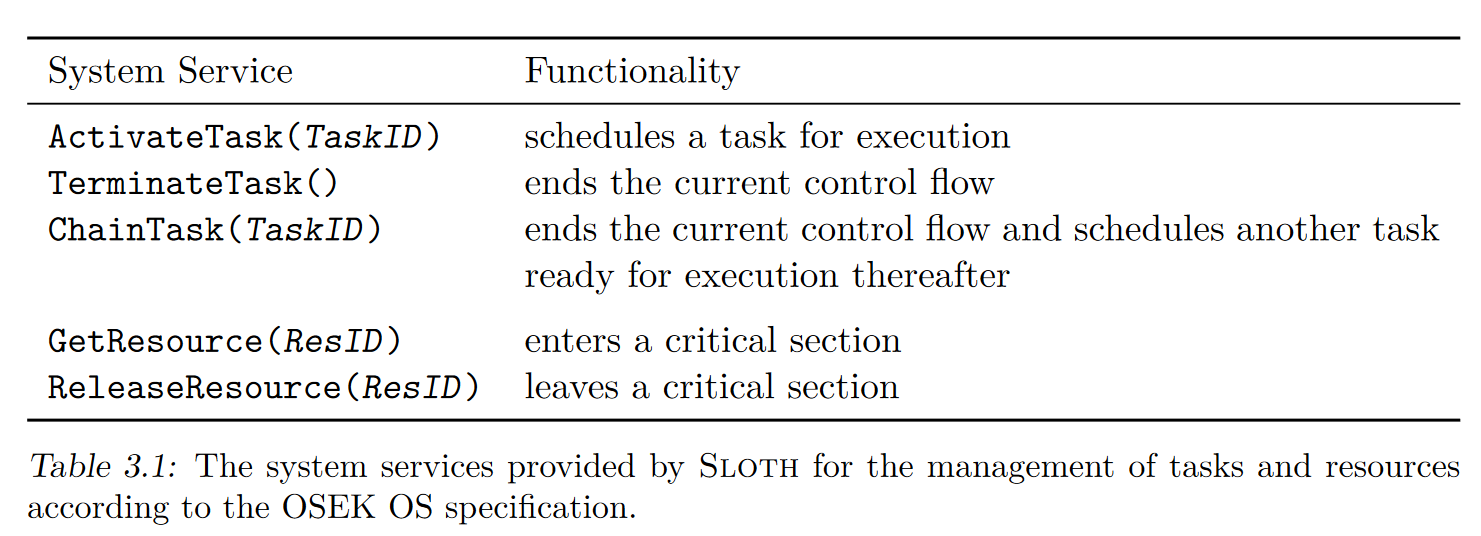 System Service Functionality
ActivateTask(TaskID) schedules a task for execution
TerminateTask() ends the current control flow
ChainTask(TaskID) ends the current control flow and schedules another task
ready for execution thereafter
GetResource(ResID) enters a critical section
ReleaseResource(ResID) leaves a critical section
Table 3.1: The system services provided by SLOTH for the management of tasks and resources
according to the OSEK OS specification.